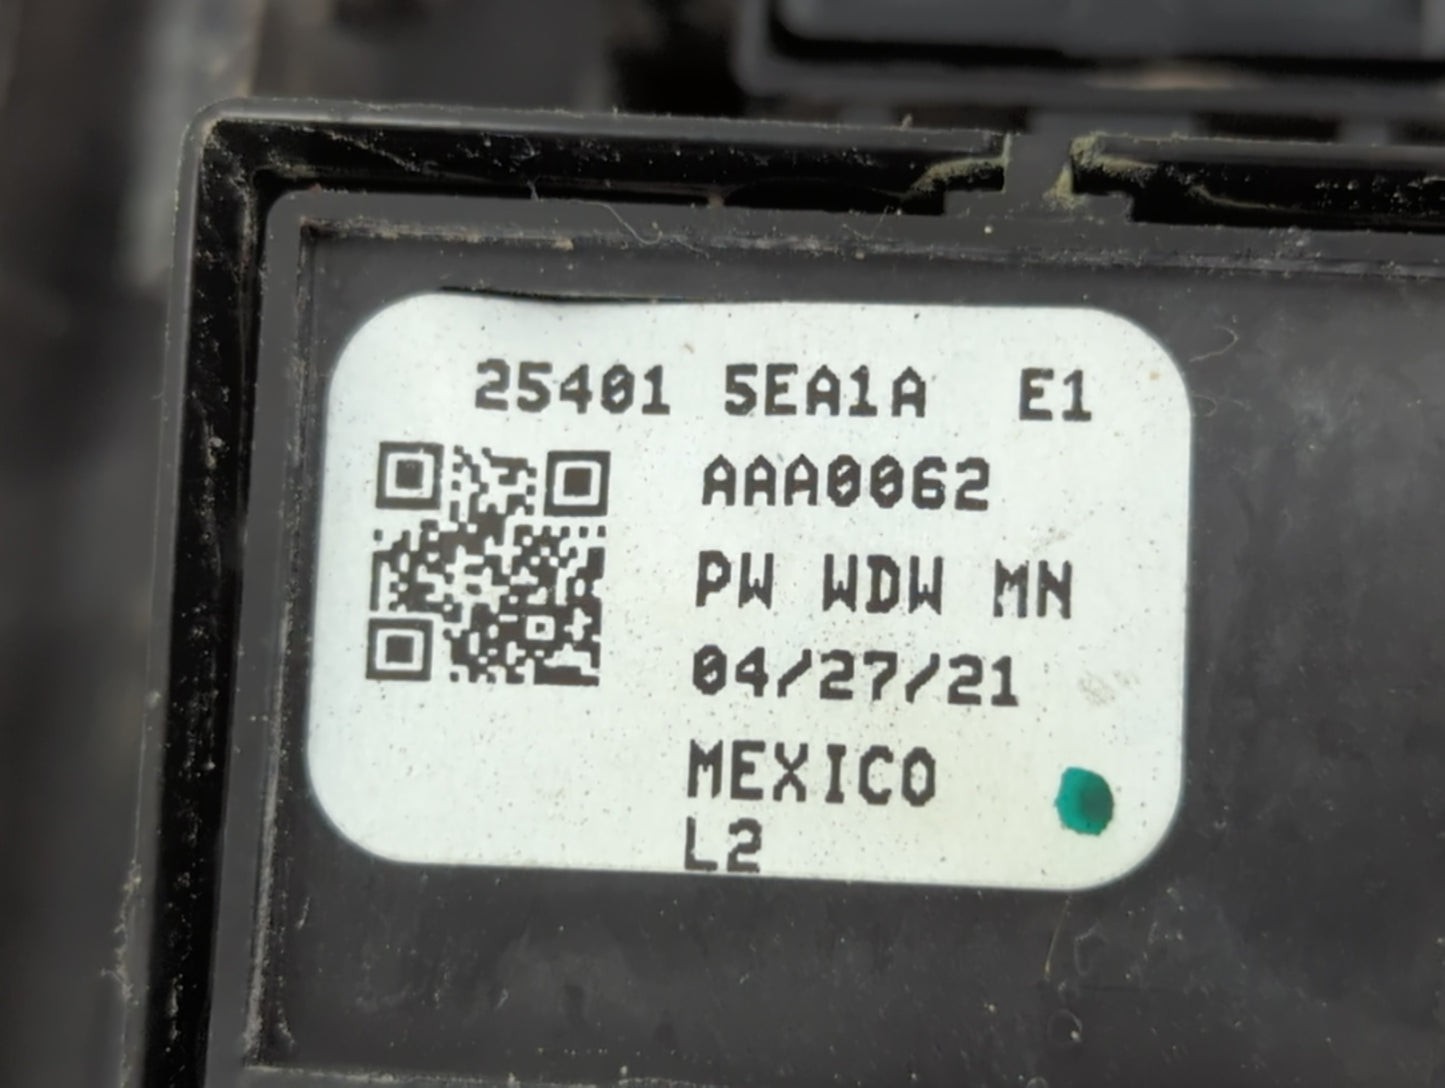 25401 5EA1A E1
AAA0062
PW WDW MN
04/27/21
MEXICO
L2